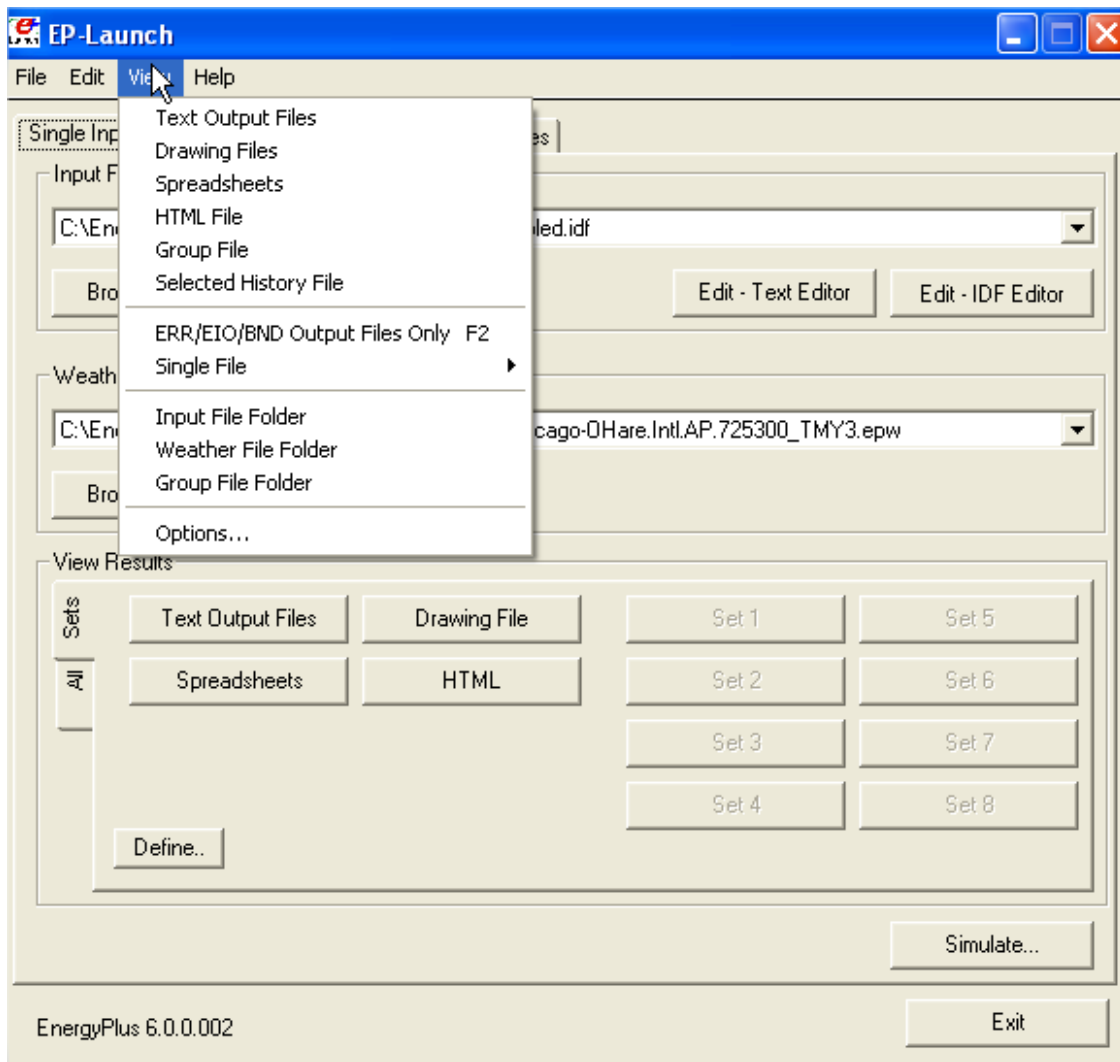 EP-Launch
File Edit View Help
Text Output Files
Drawing Files
Spreadsheets
HTML File
Group File
Selected History File
ERR/EIO/BND Output Files Only F2
Single File
Input File Folder
Weather File Folder
Group File Folder
Options...
Single Inp
es
Input F
C:\En
led.idf
Bro
Edit - Text Editor
Edit - IDF Editor
Weath
C:\En
cago-OHare.Intl.AP.725300_TMY3.epw
Bro
View Results
Sets
All
Text Output Files
Drawing File
Set 1
Set 5
Spreadsheets
HTML
Set 2
Set 6
Set 3
Set 7
Set 4
Set 8
Define..
Simulate...
EnergyPlus 6.0.0.002
Exit